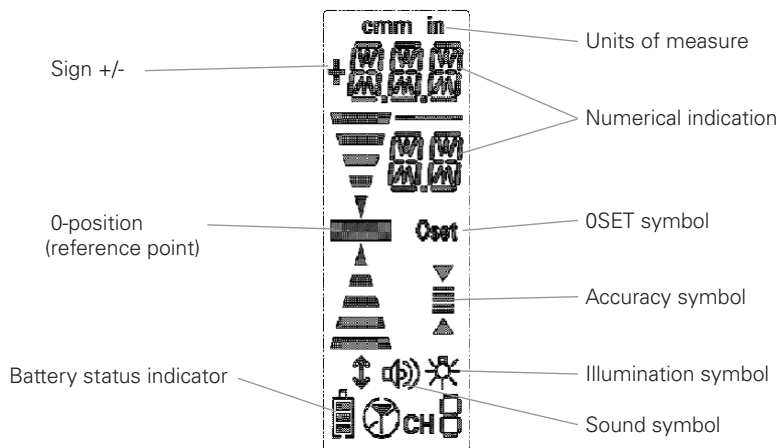 cmm in
Units of measure
Sign +/-
+
Numerical indication
0-position
(reference point)
0set
0SET symbol
Accuracy symbol
Battery status indicator
Illumination symbol
CH 8
Sound symbol